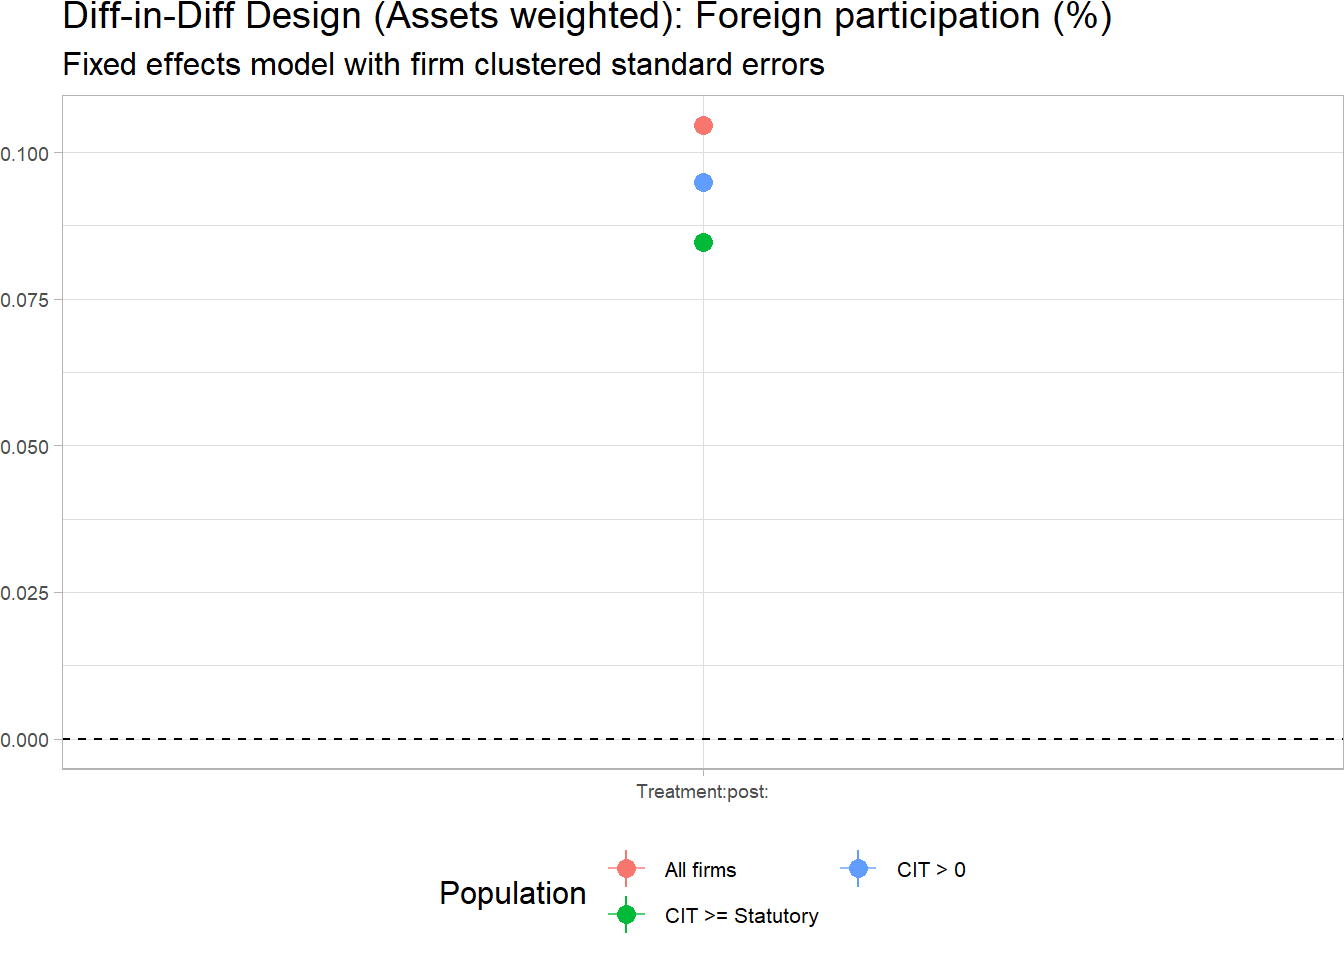 Diff-in-Diff Design (Assets weighted): Foreign participation (%)
Fixed effects model with firm clustered standard errors
0.100
0.075
0.050
0.025
0.000
Treatment:post:
Population
All firms
CIT > 0
CIT >= Statutory